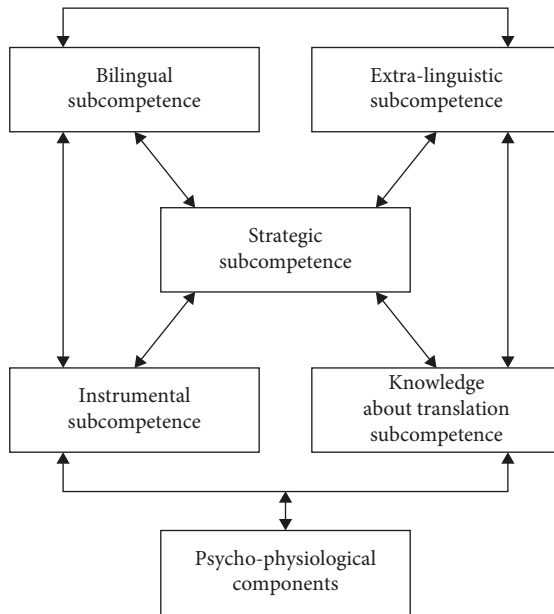 Bilingual
subcompetence
Extra-linguistic
subcompetence
Strategic
subcompetence
Instrumental
subcompetence
Knowledge
about translation
subcompetence
Psycho-physiological
components